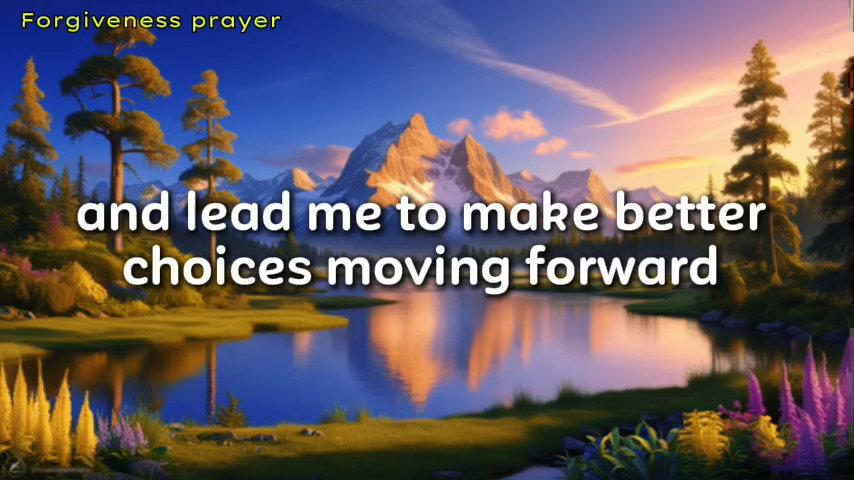 Forgiveness prayer
and lead me to make better
choices moving forward